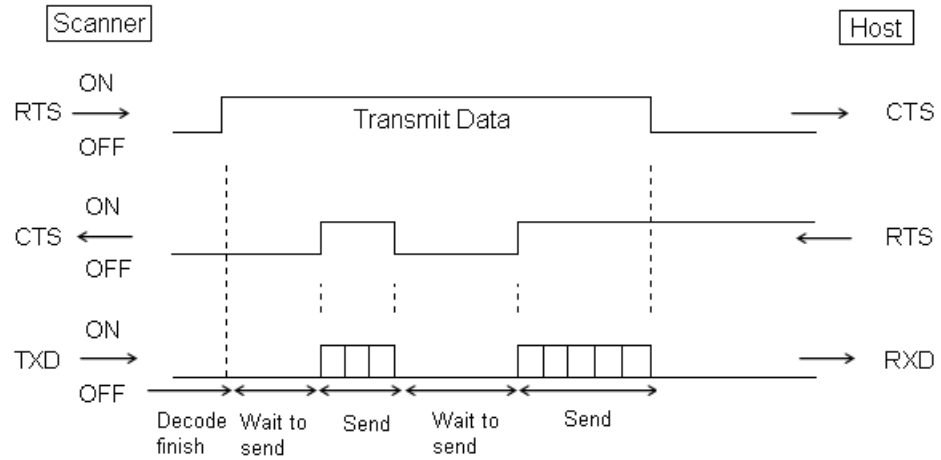 Scanner
Host
ON
RTS
Transmit Data
CTS
OFF
ON
CTS
RTS
OFF
ON
TXD
RXD
OFF
Decode finish
Wait to send
Send
Wait to send
Send